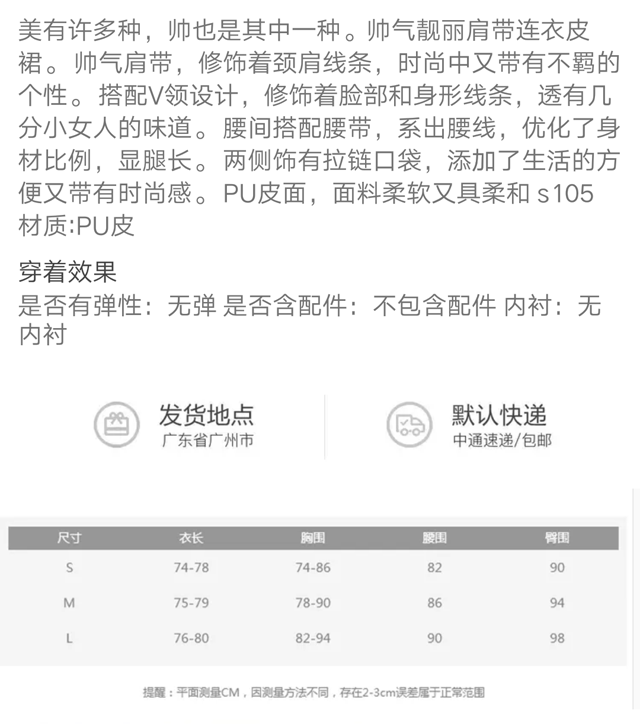 美有许多种，帅也是其中一种。帅气靓丽肩带连衣皮
裙。帅气肩带，修饰着颈肩线条，时尚中又带有不羁的
个性。搭配V领设计，修饰着脸部和身形线条，透有几
分小女人的味道。腰间搭配腰带，系出腰线，优化了身
材比例，显腿长。两侧饰有拉链口袋，添加了生活的方
便又带有时尚感。PU皮面，面料柔软又具柔和 s105
材质:PU皮
穿着效果
是否有弹性：无弹 是否含配件：不包含配件 内衬：无
内衬
发货地点 默认快递
广东省广州市 中通速递/包邮
尺寸 衣长 胸围 腰围 臀围
S 74-78 74-86 82 90
M 75-79 78-90 86 94
L 76-80 82-94 90 98
提醒：平面测量CM，因测量方法不同，存在2-3cm误差属于正常范围